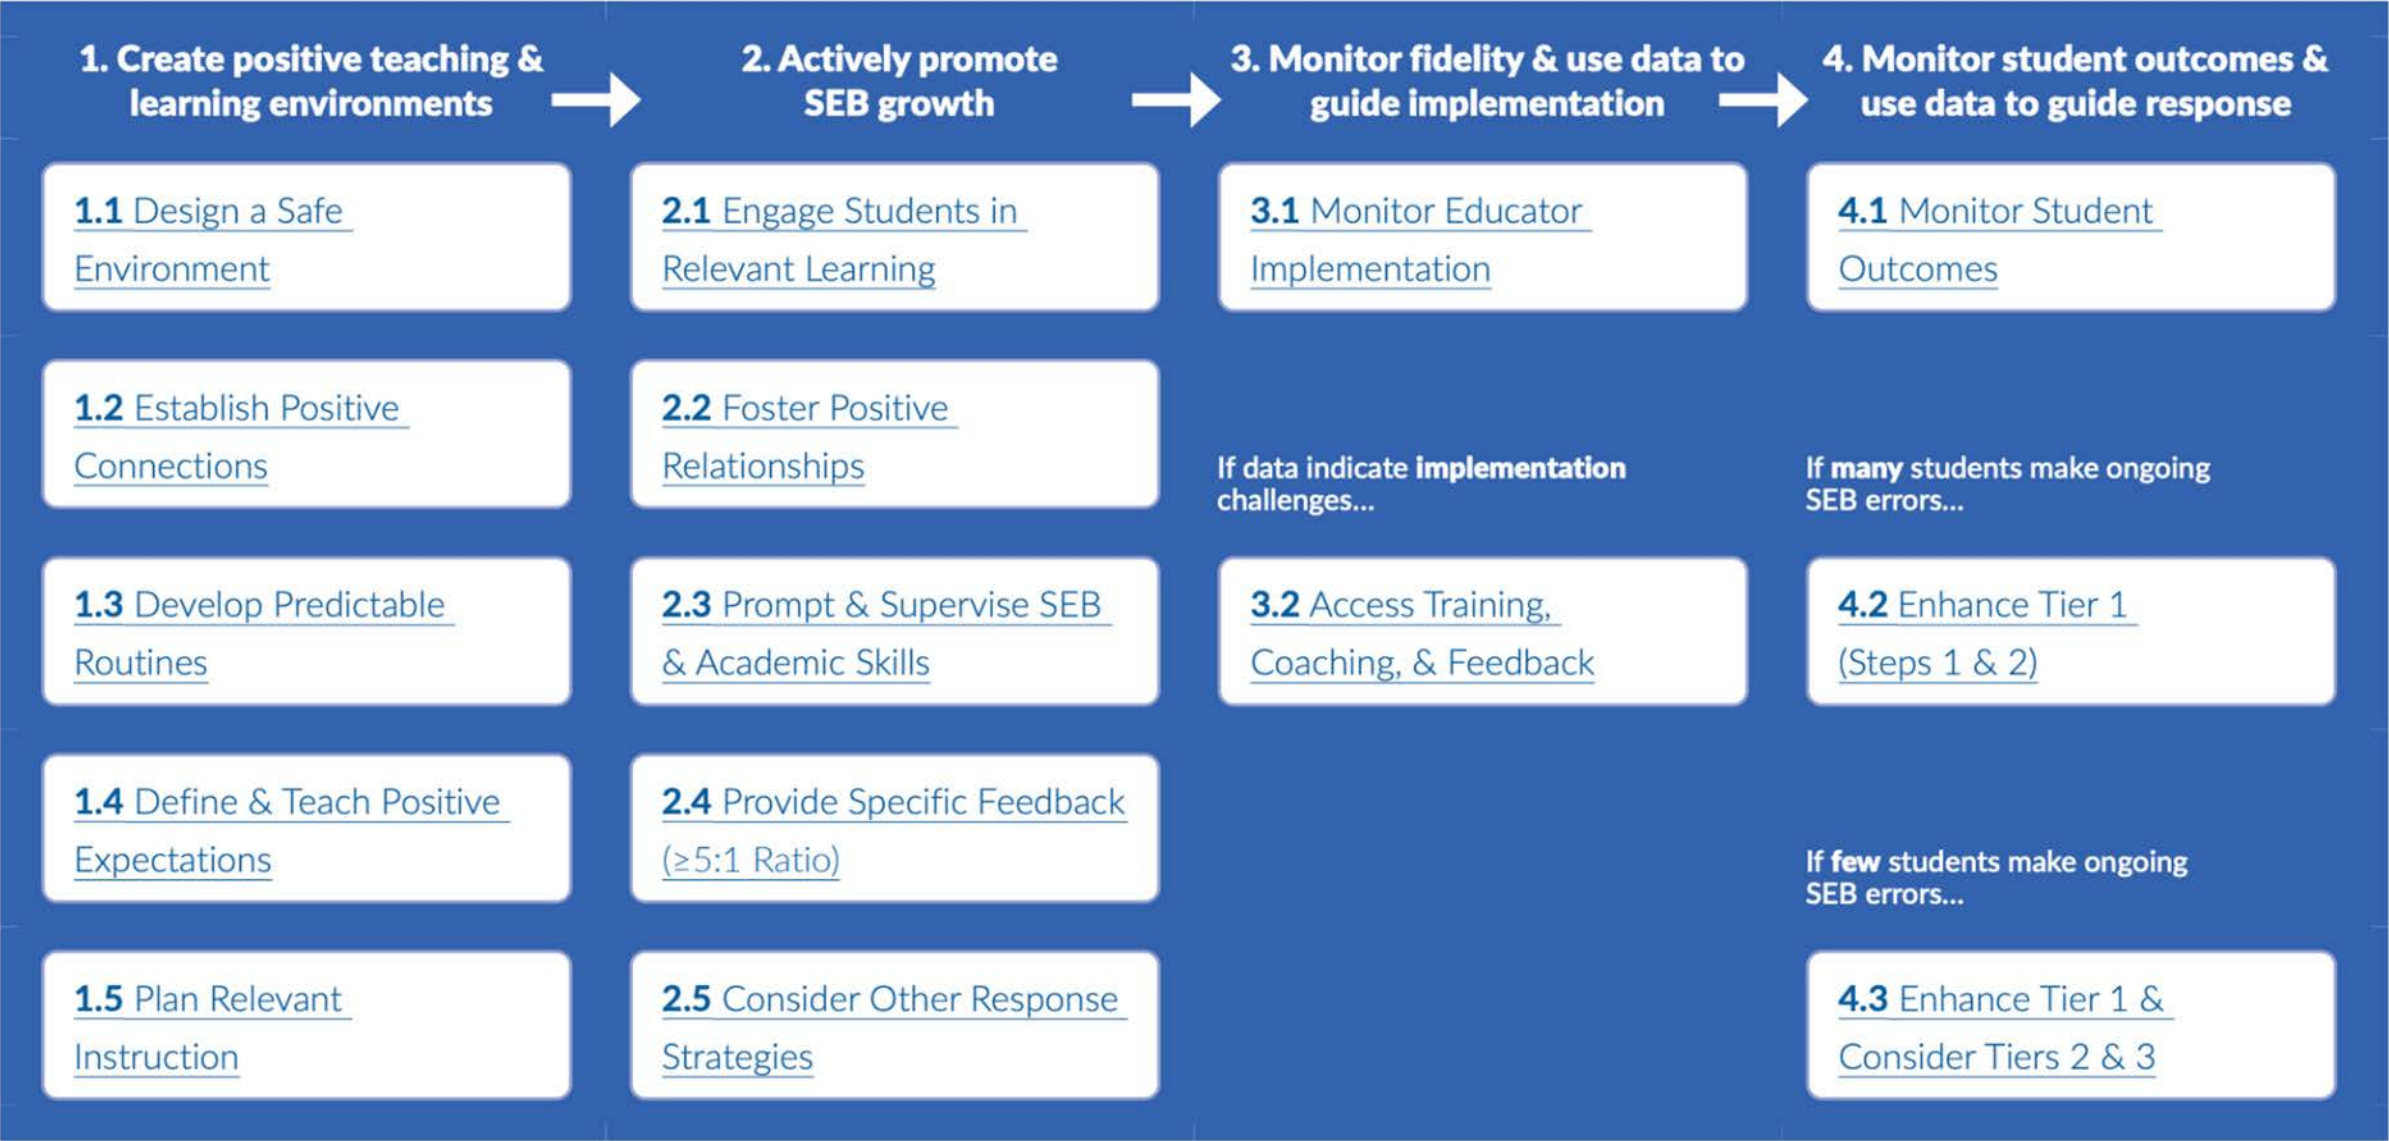 1. Create positive teaching &
learning environments
2. Actively promote
SEB growth
3. Monitor fidelity & use data to
guide implementation
4. Monitor student outcomes &
use data to guide response
1.1 Design a Safe
Environment
1.2 Establish Positive
Connections
1.3 Develop Predictable
Routines
1.4 Define & Teach Positive
Expectations
1.5 Plan Relevant
Instruction
2.1 Engage Students in
Relevant Learning
2.2 Foster Positive
Relationships
2.3 Prompt & Supervise SEB
& Academic Skills
2.4 Provide Specific Feedback
(≥5:1 Ratio)
2.5 Consider Other Response
Strategies
3.1 Monitor Educator
Implementation
If data indicate implementation
challenges...
3.2 Access Training,
Coaching, & Feedback
4.1 Monitor Student
Outcomes
If many students make ongoing
SEB errors...
4.2 Enhance Tier 1
(Steps 1 & 2)
If few students make ongoing
SEB errors...
4.3 Enhance Tier 1 &
Consider Tiers 2 & 3